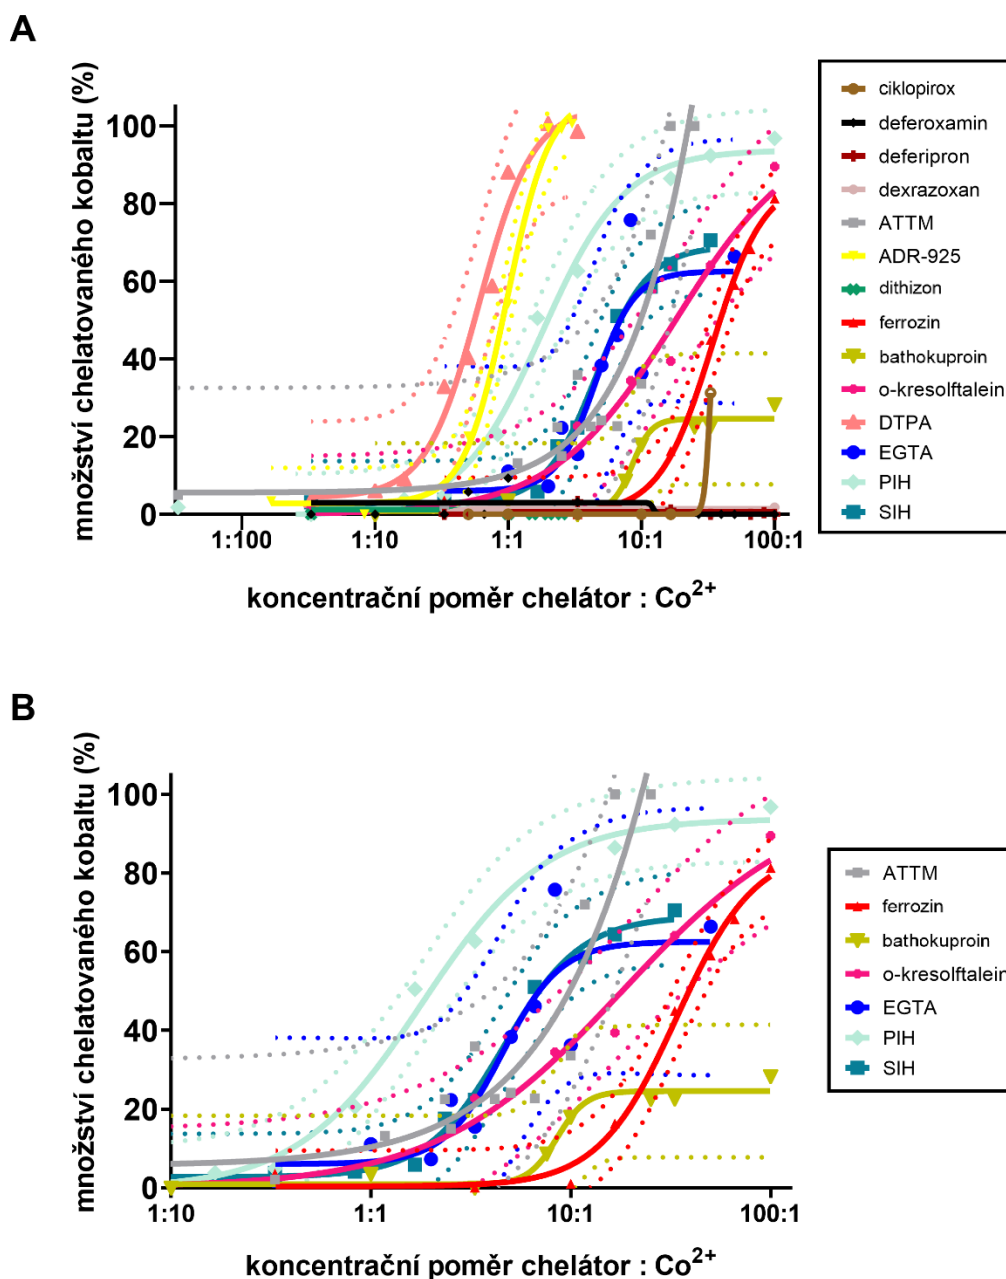 A
množství chelatovaného kobaltu (%)
100
80
60
40
20
0
1:100
1:10
1:1
10:1
100:1
koncentrační poměr chelátor : Co2+
ciklopirox
deferoxamin
deferipron
dexrazoxan
ATTM
ADR-925
dithizon
ferrozin
bathokuproin
o-kresolftalein
DTPA
EGTA
PIH
SIH
B
množství chelatovaného kobaltu (%)
100
80
60
40
20
0
1:10
1:1
10:1
100:1
koncentrační poměr chelátor : Co2+
ATTM
ferrozin
bathokuproin
o-kresolftalein
EGTA
PIH
SIH